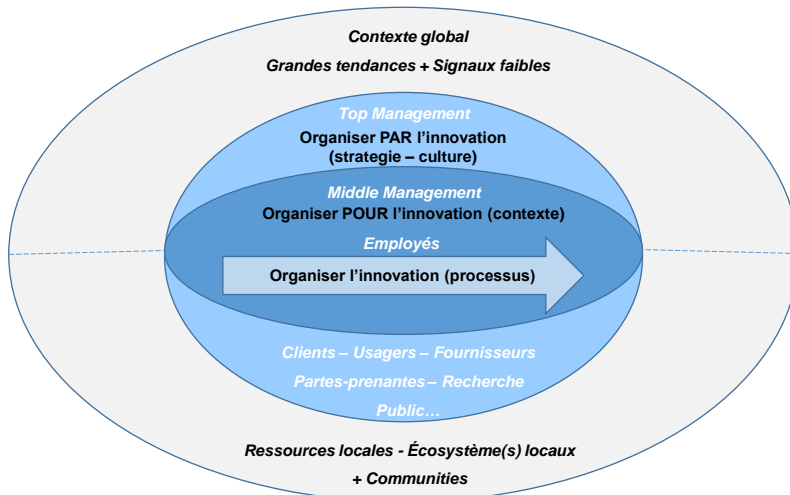 Contexte global
Grandes tendances + Signaux faibles
Top Management
Organiser PAR l’innovation
(strategie – culture)
Middle Management
Organiser POUR l’innovation (contexte)
Employés
Organiser l’innovation (processus)
Clients – Usagers – Fournisseurs
Partes-prenantes – Recherche
Public…
Ressources locales - Écosystème(s) locaux
+ Communities